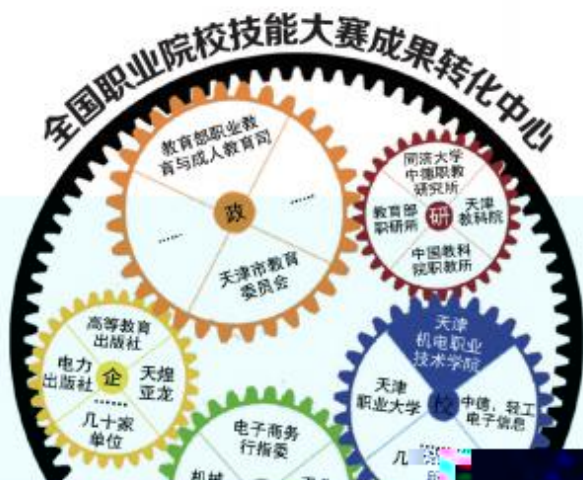 全国职业院校技能大赛成果转化中心
教育部职业教
育与成人教育司
……
政
……
天津市教育
委员会
同济大学
中德职教
研究所
教育部
职研所
研
天津
教科院
中国教科
院职教所
高等教育
出版社
电力
出版社
企
天煌
亚龙
……
几十家
单位
天津
机电职业
技术学院
天津
职业大学
校
中德、轻工
电子信息
……
几
电子商务
行指委
机械